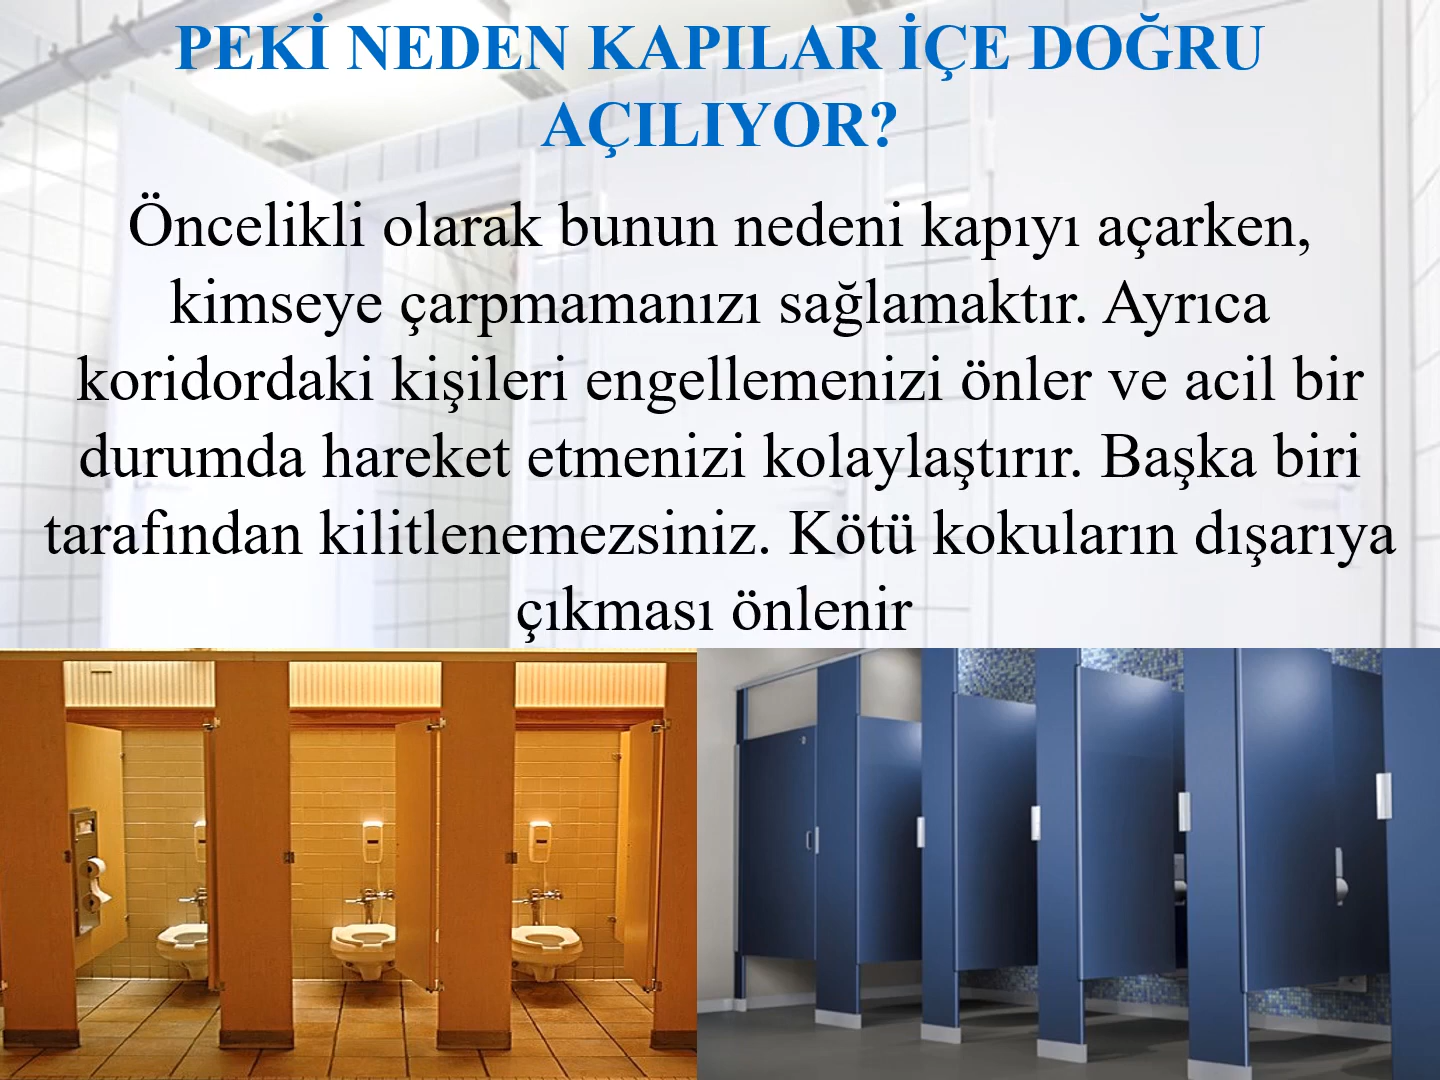 PEKİ NEDEN KAPILAR İÇE DOĞRU
AÇILIYOR?
Öncelikli olarak bunun nedeni kapıyı açarken,
kimseye çarpmamanızı sağlamaktır. Ayrıca
koridordaki kişileri engellemenizi önler ve acil bir
durumda hareket etmenizi kolaylaştırır. Başka biri
tarafından kilitlenemezsiniz. Kötü kokuların dışarıya
çıkması önlenir